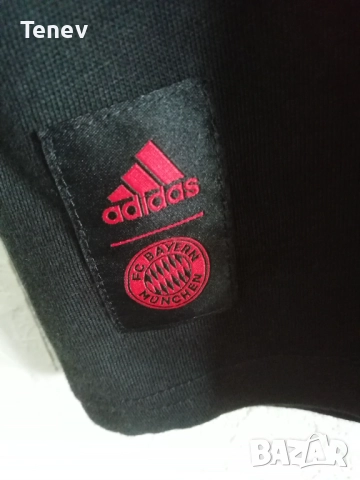 Tenev
adidas
FC BAYERN
MÜNCHEN
BAZAR